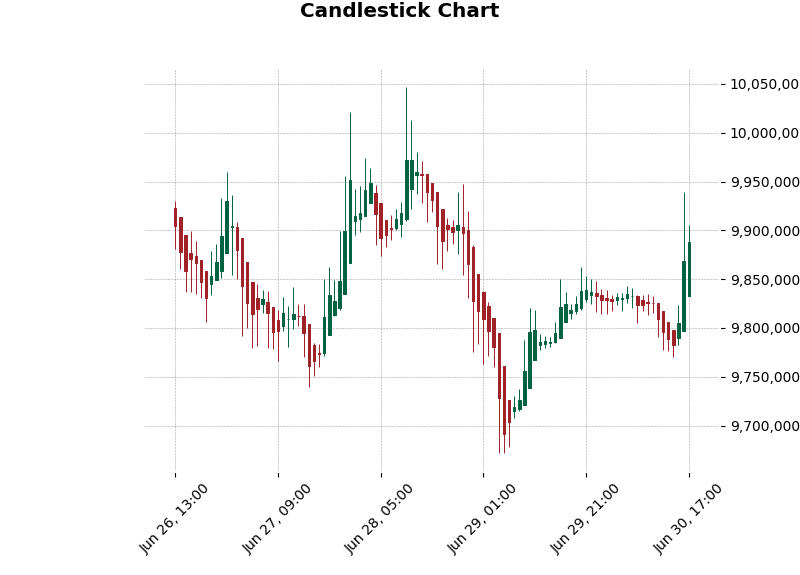 Candlestick Chart
10,050,00
10,000,00
9,950,000
9,900,000
9,850,000
9,800,000
9,750,000
9,700,000
Jun 26, 13:00
Jun 27, 09:00
Jun 28, 05:00
Jun 29, 01:00
Jun 29, 21:00
Jun 30, 17:00